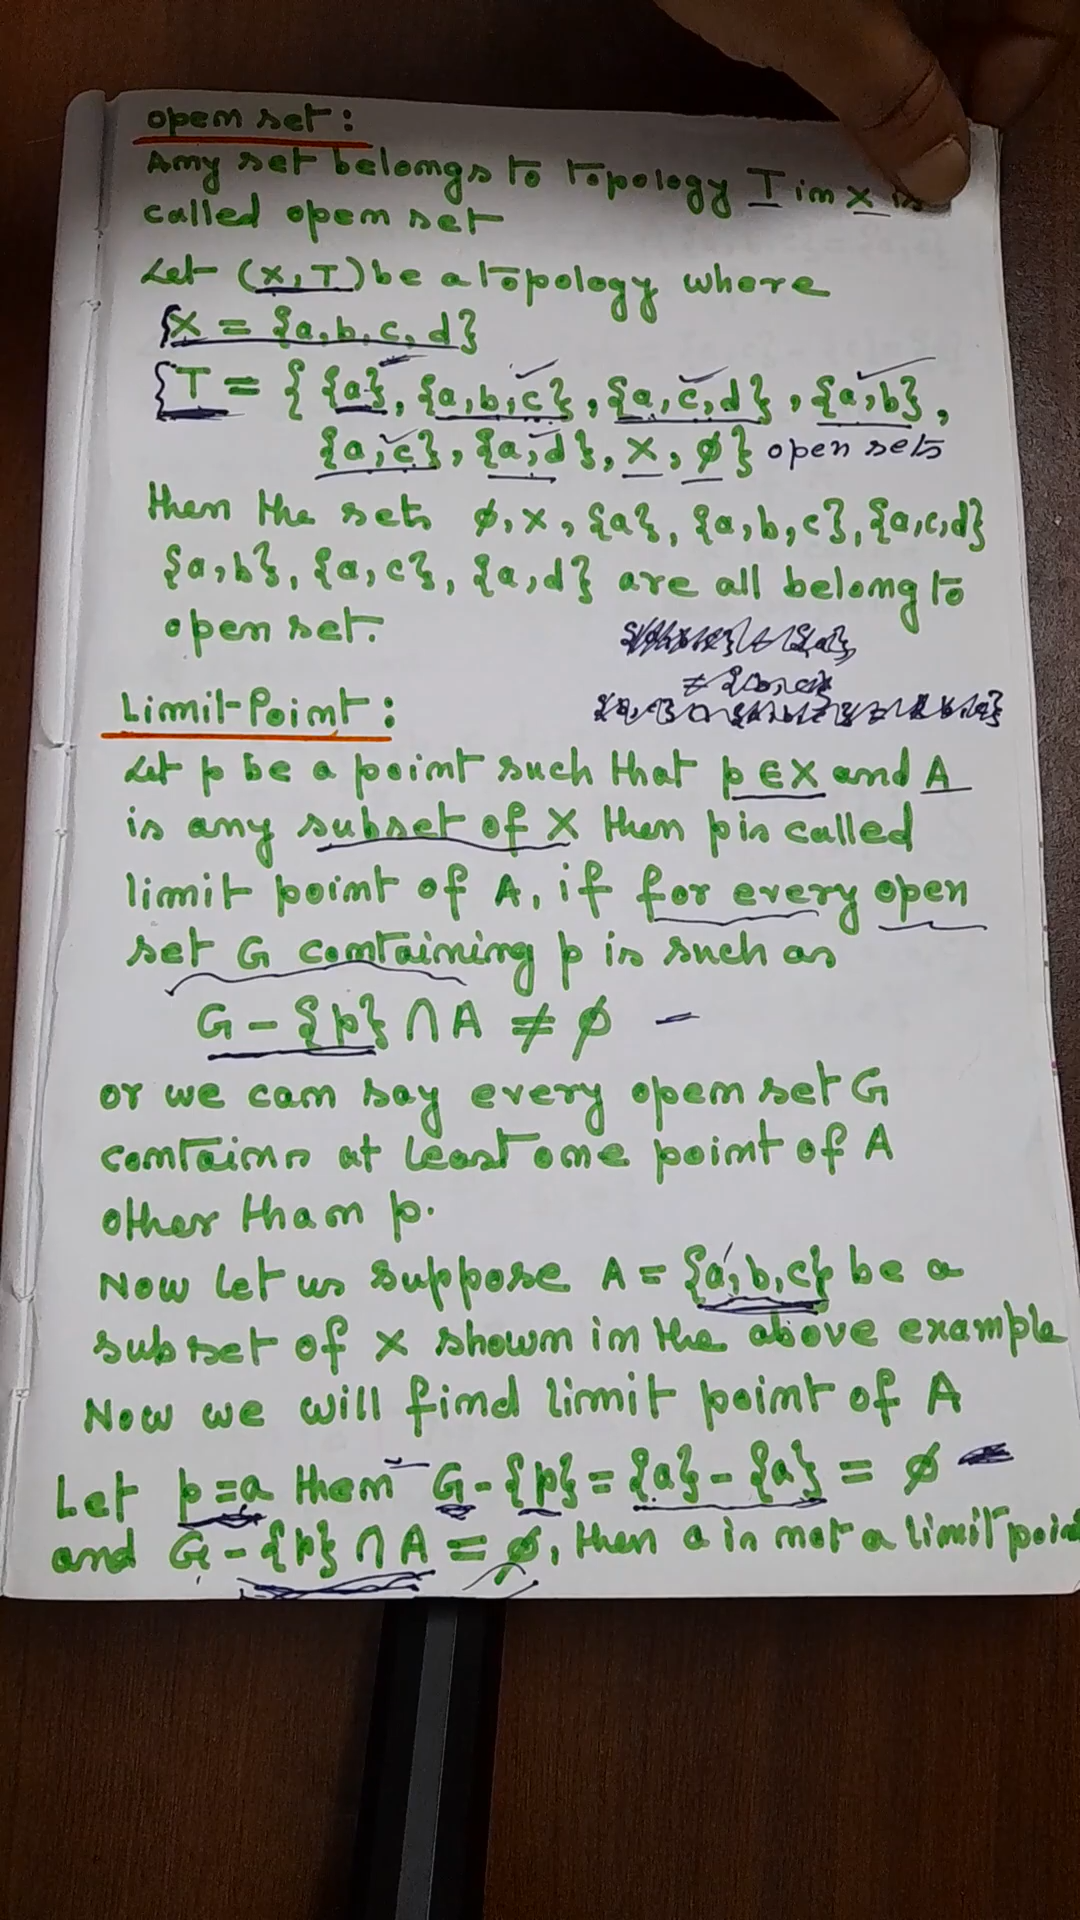 open set:
Any set belongs to topology T in X is
called open set
Let (X, T) be a topology where
{X = {a, b, c, d}
{T = { {a}, {a, b, c}, {a, c, d}, {a, b},
{a, c}, {a, d}, X, φ} open sets
then the sets φ, X, {a}, {a, b, c}, {a, c, d}
{a, b}, {a, c}, {a, d} are all belong to
open set.
Limit-Point:
Let p be a point such that p ∈ X and A
is any subset of X then p is called
limit point of A, if for every open
set G containing p is such as
G - {p} ∩ A ≠ φ
or we can say every open set G
contains at least one point of A
other than p.
Now let us suppose A = {a, b, c} be a
subset of X shown in the above example
Now we will find limit point of A
Let p = a then G - {p} = {a} - {a} = φ
and G - {p} ∩ A = φ, then a is not a limit point